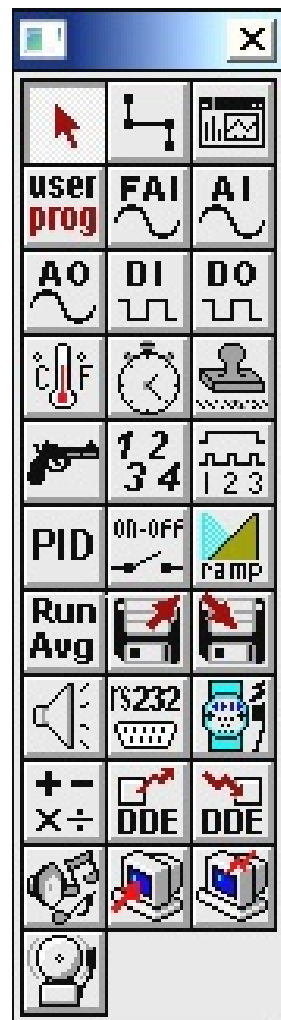 user FAI AI
prog
AO DI DO
°C °F
1 2
3 4
1 2 3
PID ON-OFF
ramp
Run
Avg
rs232
+ −
× ÷
DDE DDE